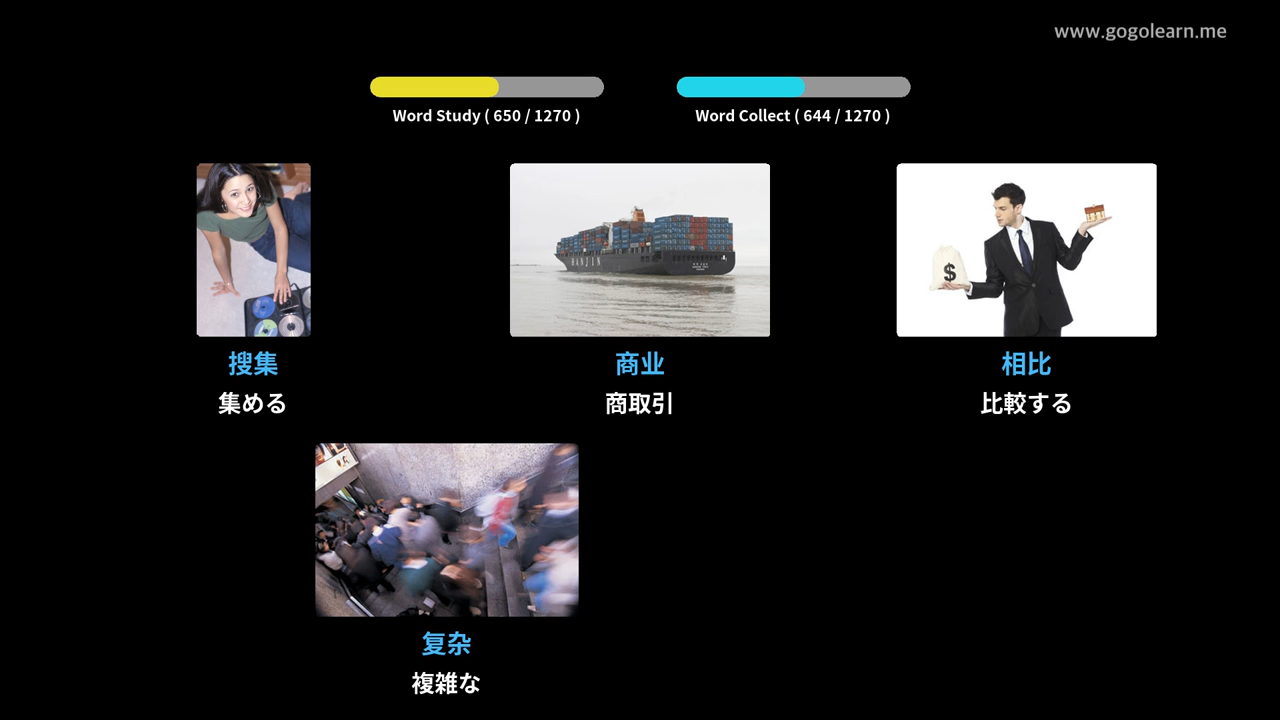 www.gogolearn.me
Word Study ( 650 / 1270 )
Word Collect ( 644 / 1270 )
HANJIN
$
搜集
集める
商业
商取引
相比
比較する
复杂
複雑な